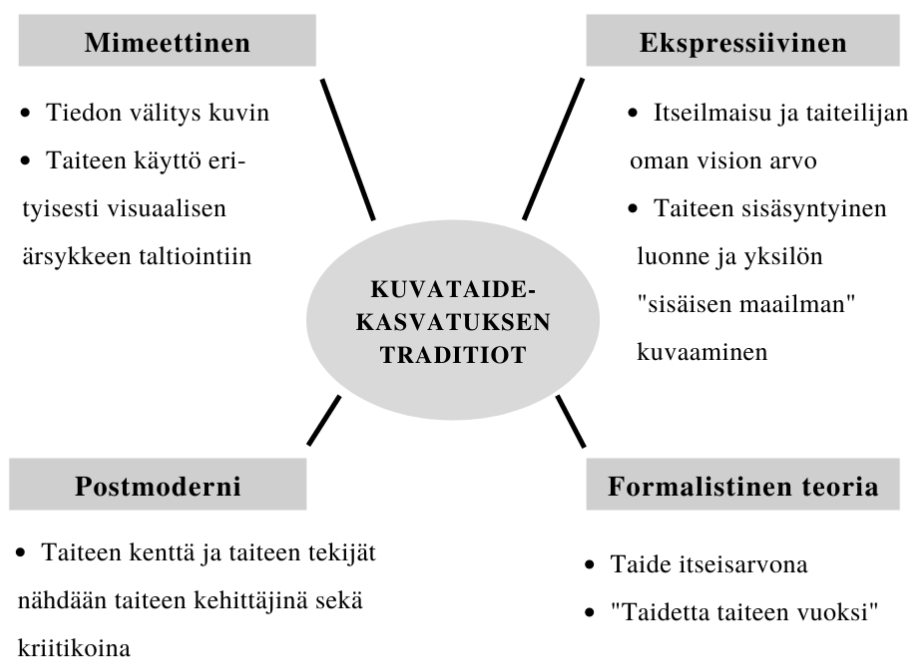 Mimeettinen
• Tiedon välitys kuvin
• Taiteen käyttö eri-
tyisesti visuaalisen
ärsykkeen taltiointiin
Ekspressiivinen
• Itseilmaisu ja taiteilijan
oman vision arvo
• Taiteen sisäsyntyinen
luonne ja yksilön
"sisäisen maailman"
kuvaaminen
KUVATAIDE-
KASVATUKSEN
TRADITIOT
Postmoderni
• Taiteen kenttä ja taiteen tekijät
nähdään taiteen kehittäjinä sekä
kriitikoina
Formalistinen teoria
• Taide itseisarvona
• "Taidetta taiteen vuoksi"